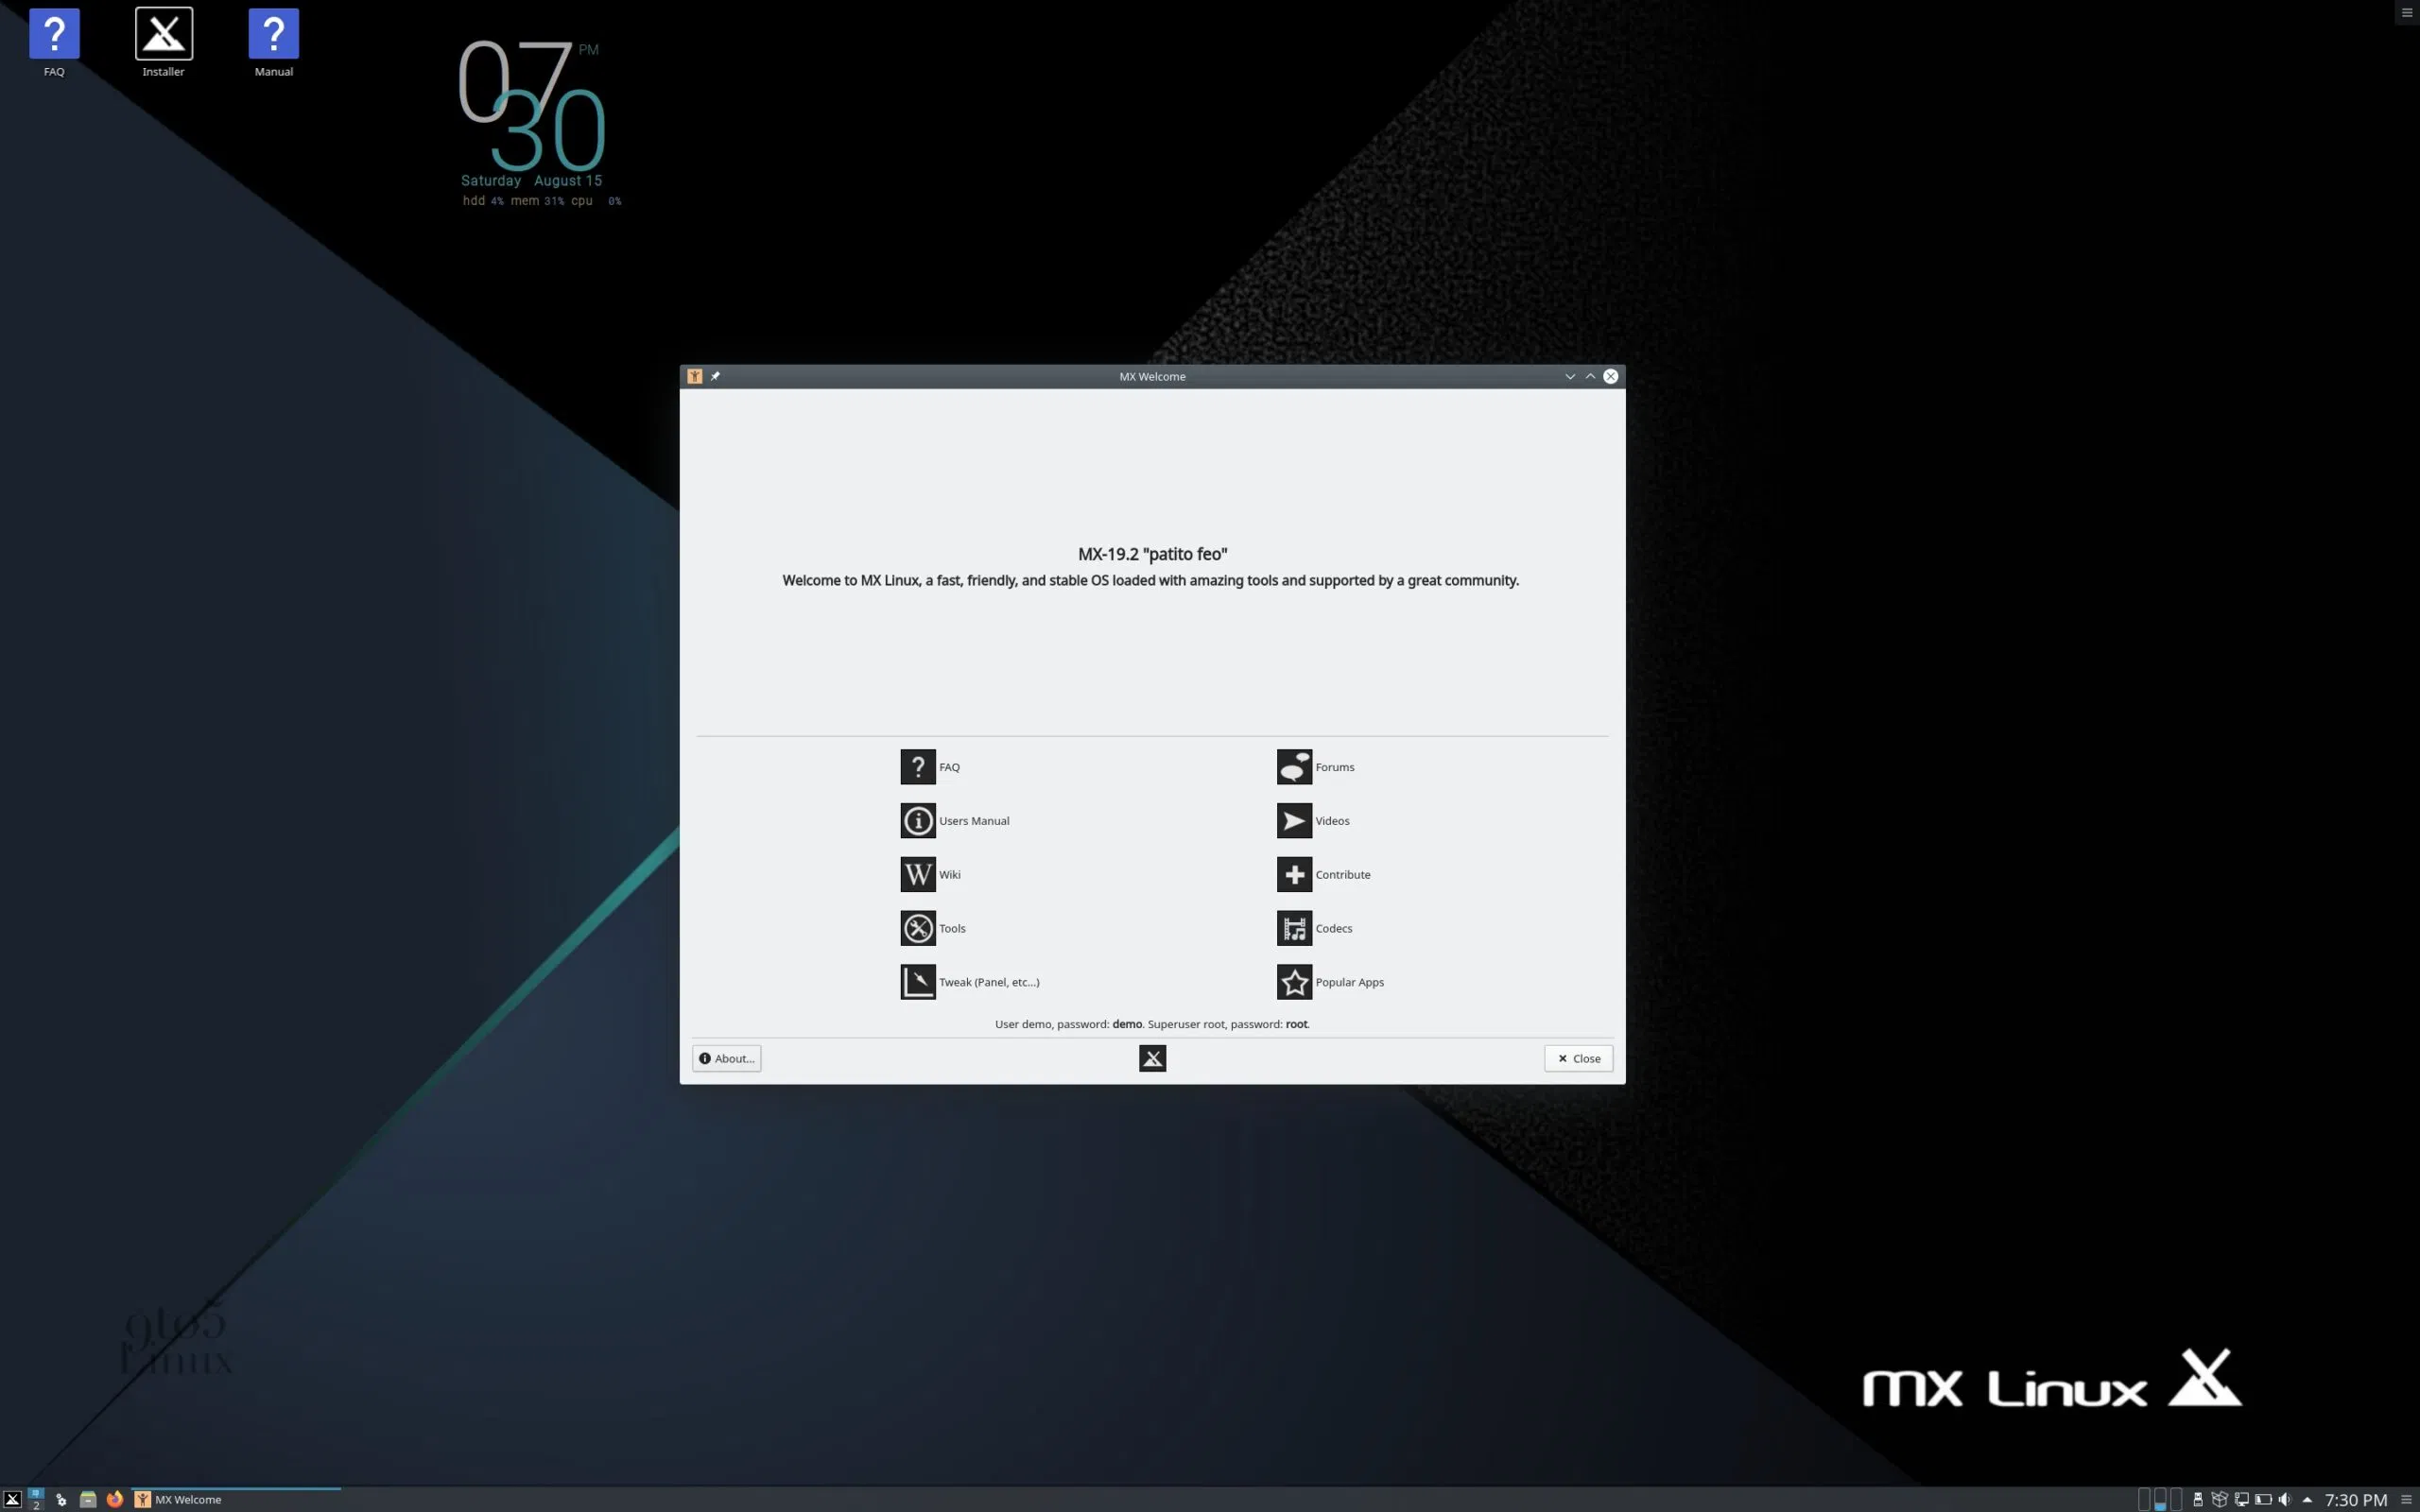 FAQ
Installer
Manual
07 PM
30
Saturday August 15
hdd 4% mem 31% cpu 0%
MX Welcome
MX-19.2 "patito feo"
Welcome to MX Linux, a fast, friendly, and stable OS loaded with amazing tools and supported by a great community.
FAQ
Forums
Users Manual
Videos
W Wiki
Contribute
Tools
Codecs
Tweak (Panel, etc...)
Popular Apps
User demo, password: demo. Superuser root, password: root.
About...
Close
9to5
Linux
mx Linux
2
MX Welcome
7:30 PM